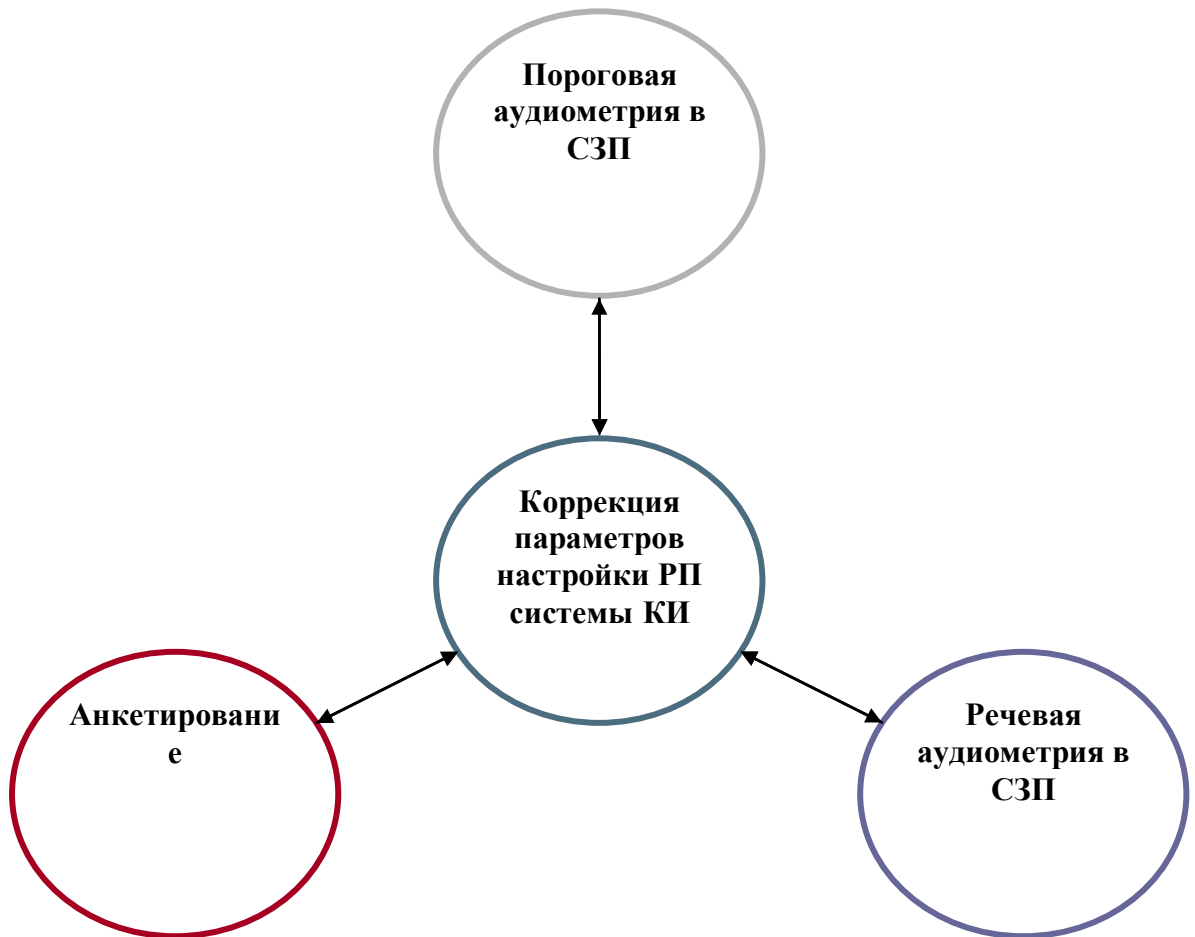 Пороговая
аудиометрия в
СЗП
Коррекция
параметров
настройки РП
системы КИ
Анкетировани
е
Речевая
аудиометрия в
СЗП